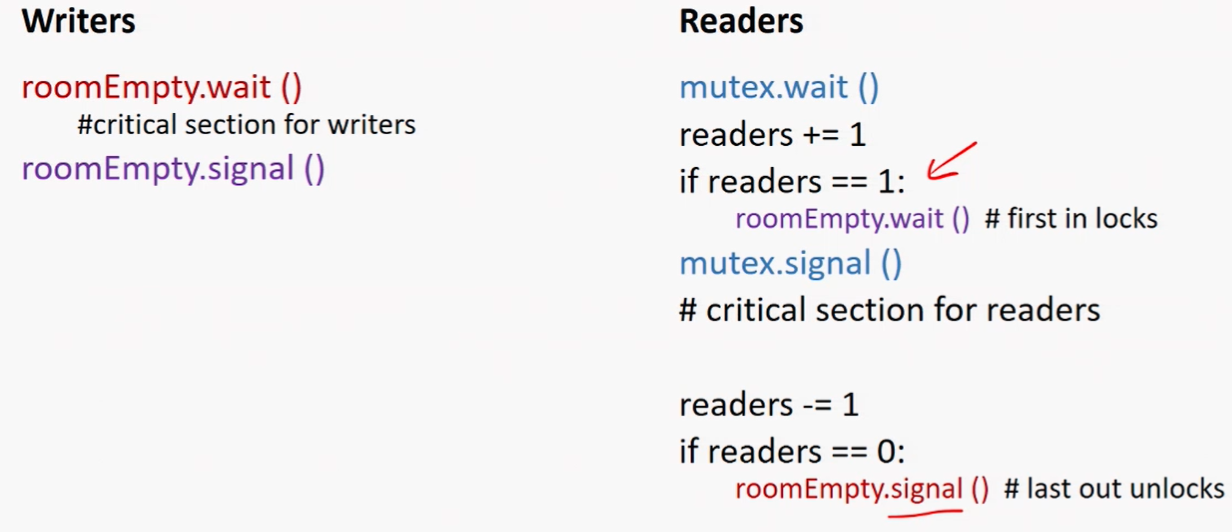 Writers
roomEmpty.wait ()
#critical section for writers
roomEmpty.signal ()
Readers
mutex.wait ()
readers += 1
if readers == 1:
roomEmpty.wait () # first in locks
mutex.signal ()
# critical section for readers
readers -= 1
if readers == 0:
roomEmpty.signal () # last out unlocks